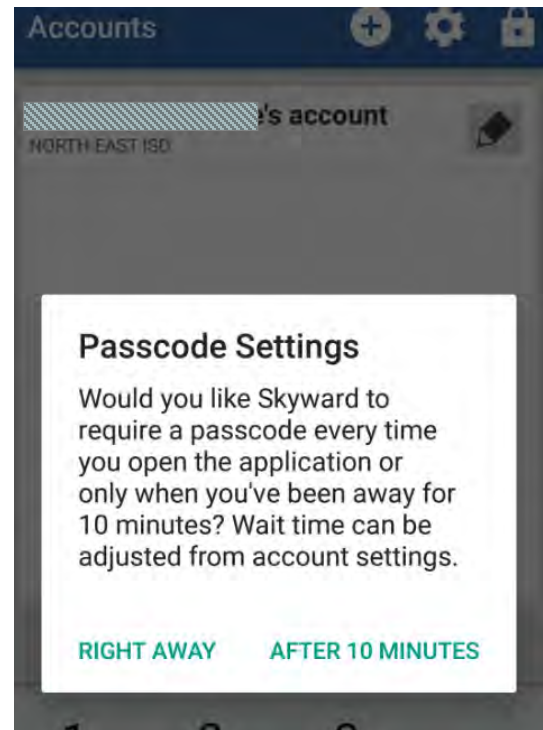 Accounts
's account
NORTH EAST ISD
Passcode Settings
Would you like Skyward to
require a passcode every time
you open the application or
only when you've been away for
10 minutes? Wait time can be
adjusted from account settings.
RIGHT AWAY AFTER 10 MINUTES